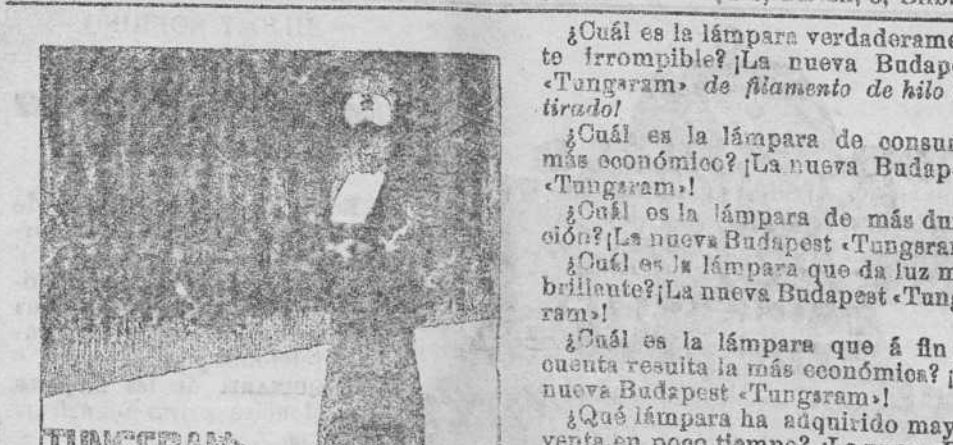 ¿Cuál es la lámpara verdaderame
te irrompible? ¡La nueva Budape
«Tungsram» de filamento de hilo
tirado!
¿Cuál es la lámpara de consu
más económico? ¡La nueva Budap
«Tungsram»!
¿Cuál es la lámpara de más du
ción? ¡La nueva Budapest «Tungsra
¿Cuál es la lámpara que da luz m
brillante? ¡La nueva Budapest «Tung
ram»!
¿Cuál es la lámpara que á fin
cuenta resulta la más económica? ¡
nueva Budapest «Tungsram»!
¿Qué lámpara ha adquirido may
venta en poco tiempo?
TUNGSRAM